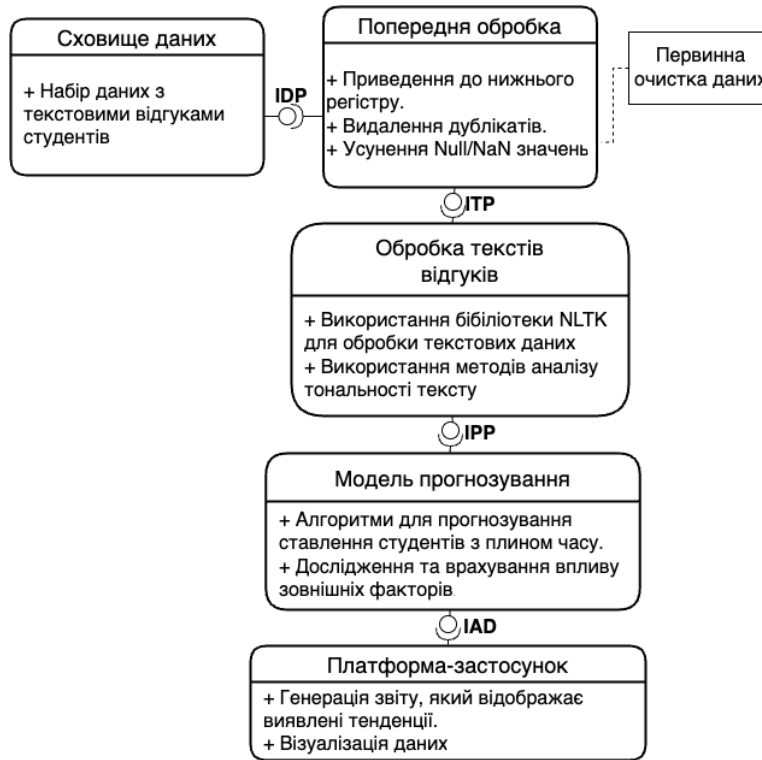 Сховище даних
+ Набір даних з
текстовими відгуками
студентів
IDP
Попередня обробка
+ Приведення до нижнього
регістру.
+ Видалення дублікатів.
+ Усунення Null/NaN значень
Первинна
очистка даних
ITP
Обробка текстів
відгуків
+ Використання бібіліотеки NLTK
для обробки текстових даних
+ Використання методів аналізу
тональності тексту
IPP
Модель прогнозування
+ Алгоритми для прогнозування
ставлення студентів з плином часу.
+ Дослідження та врахування впливу
зовнішніх факторів
IAD
Платформа-застосунок
+ Генерація звіту, який відображає
виявлені тенденції.
+ Візуалізація даних